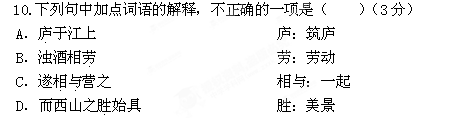 10.下列句中加点词语的解释，不正确的一项是（　　）（3分）
A. 庐于江上　　庐：筑庐
B. 浊酒相劳　　劳：劳动
C. 遂相与营之　　相与：一起
D. 而西山之胜始具　　胜：美景